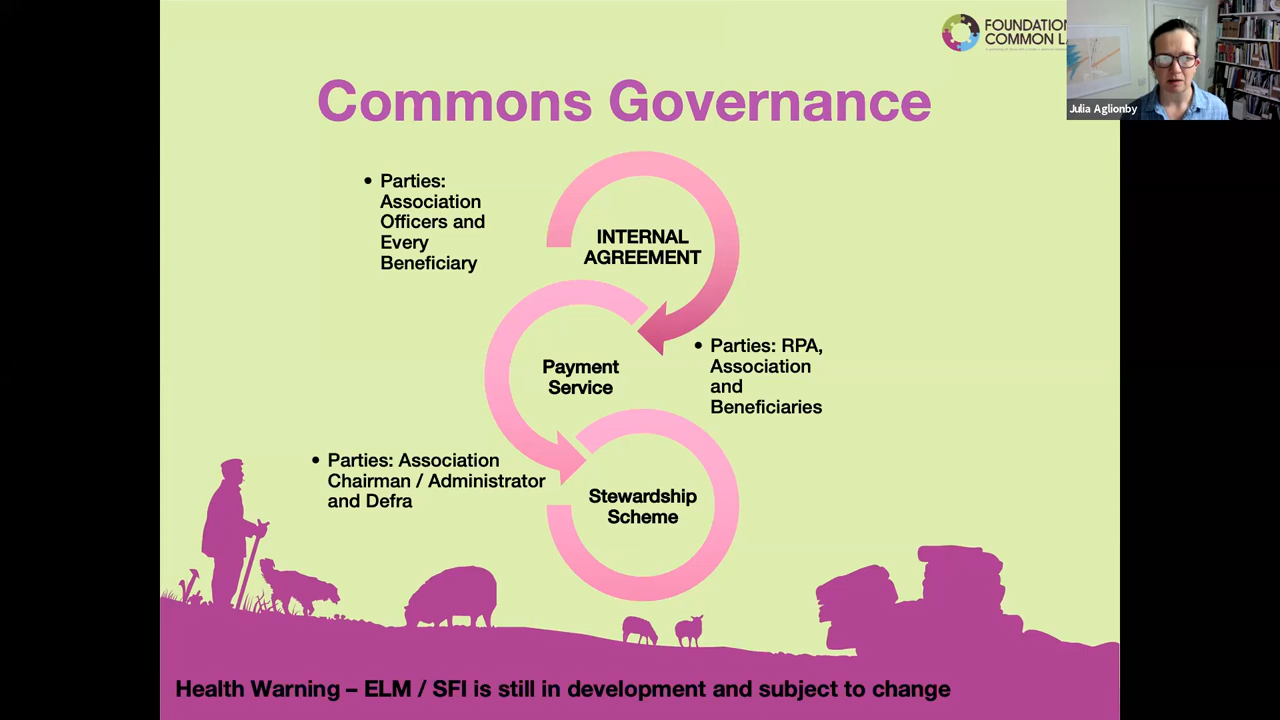 FOUNDATION
COMMON LA
Julia Aglionby
Commons Governance
• Parties:
Association
Officers and
Every
Beneficiary
INTERNAL
AGREEMENT
Payment
Service
• Parties: RPA,
Association
and
Beneficiaries
• Parties: Association
Chairman / Administrator
and Defra
Stewardship
Scheme
Health Warning – ELM / SFI is still in development and subject to change